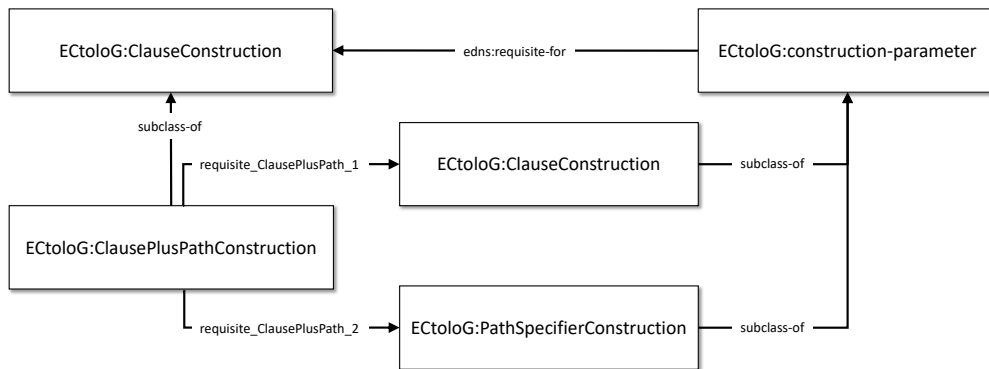 ECtoloG:ClauseConstruction
edns:requisite-for
ECtoloG:construction-parameter
subclass-of
requisite_ClausePlusPath_1
ECtoloG:ClauseConstruction
subclass-of
ECtoloG:ClausePlusPathConstruction
requisite_ClausePlusPath_2
ECtoloG:PathSpecifierConstruction
subclass-of